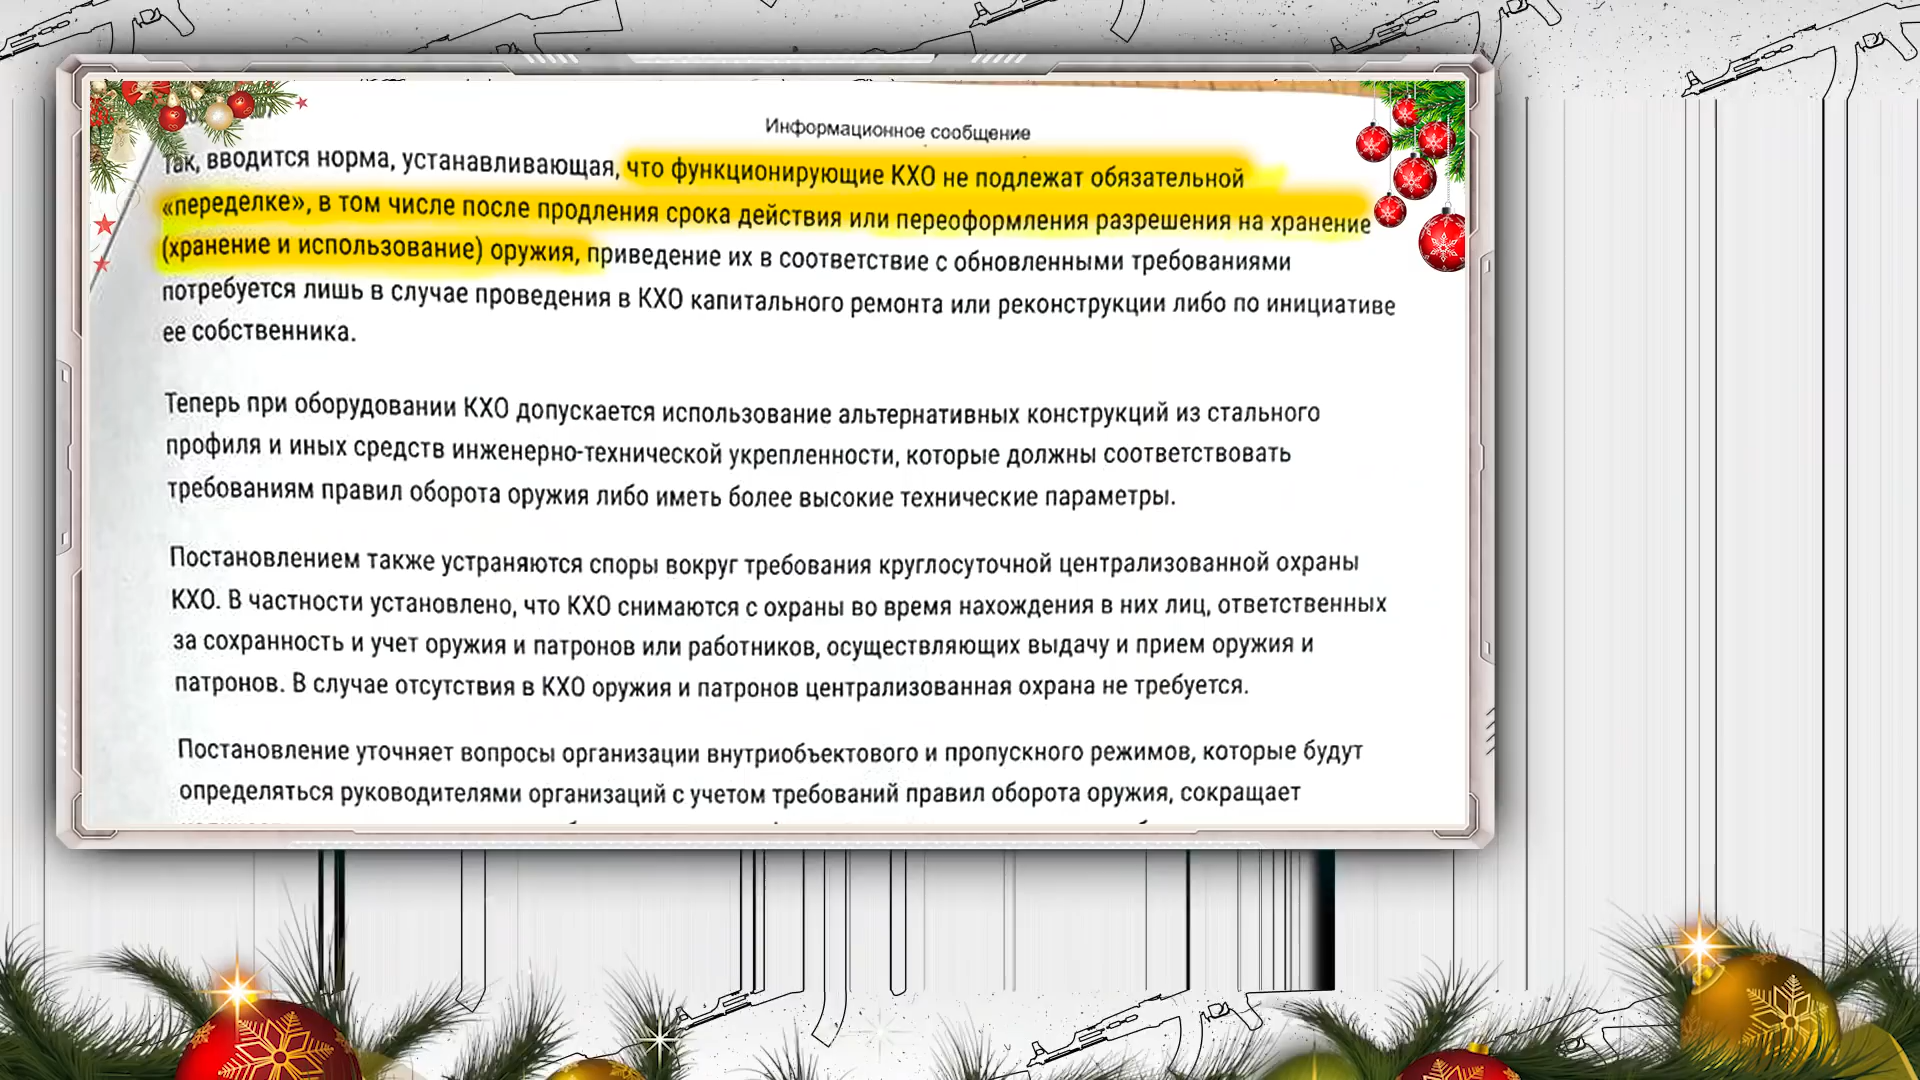 Информационное сообщение
Так, вводится норма, устанавливающая, что функционирующие КХО не подлежат обязательной
«переделке», в том числе после продления срока действия или переоформления разрешения на хранение
(хранение и использование) оружия, приведение их в соответствие с обновленными требованиями
потребуется лишь в случае проведения в КХО капитального ремонта или реконструкции либо по инициативе
ее собственника.
Теперь при оборудовании КХО допускается использование альтернативных конструкций из стального
профиля и иных средств инженерно-технической укрепленности, которые должны соответствовать
требованиям правил оборота оружия либо иметь более высокие технические параметры.
Постановлением также устраняются споры вокруг требования круглосуточной централизованной охраны
КХО. В частности установлено, что КХО снимаются с охраны во время нахождения в них лиц, ответственных
за сохранность и учет оружия и патронов или работников, осуществляющих выдачу и прием оружия и
патронов. В случае отсутствия в КХО оружия и патронов централизованная охрана не требуется.
Постановление уточняет вопросы организации внутриобъектового и пропускного режимов, которые будут
определяться руководителями организаций с учетом требований правил оборота оружия, сокращает